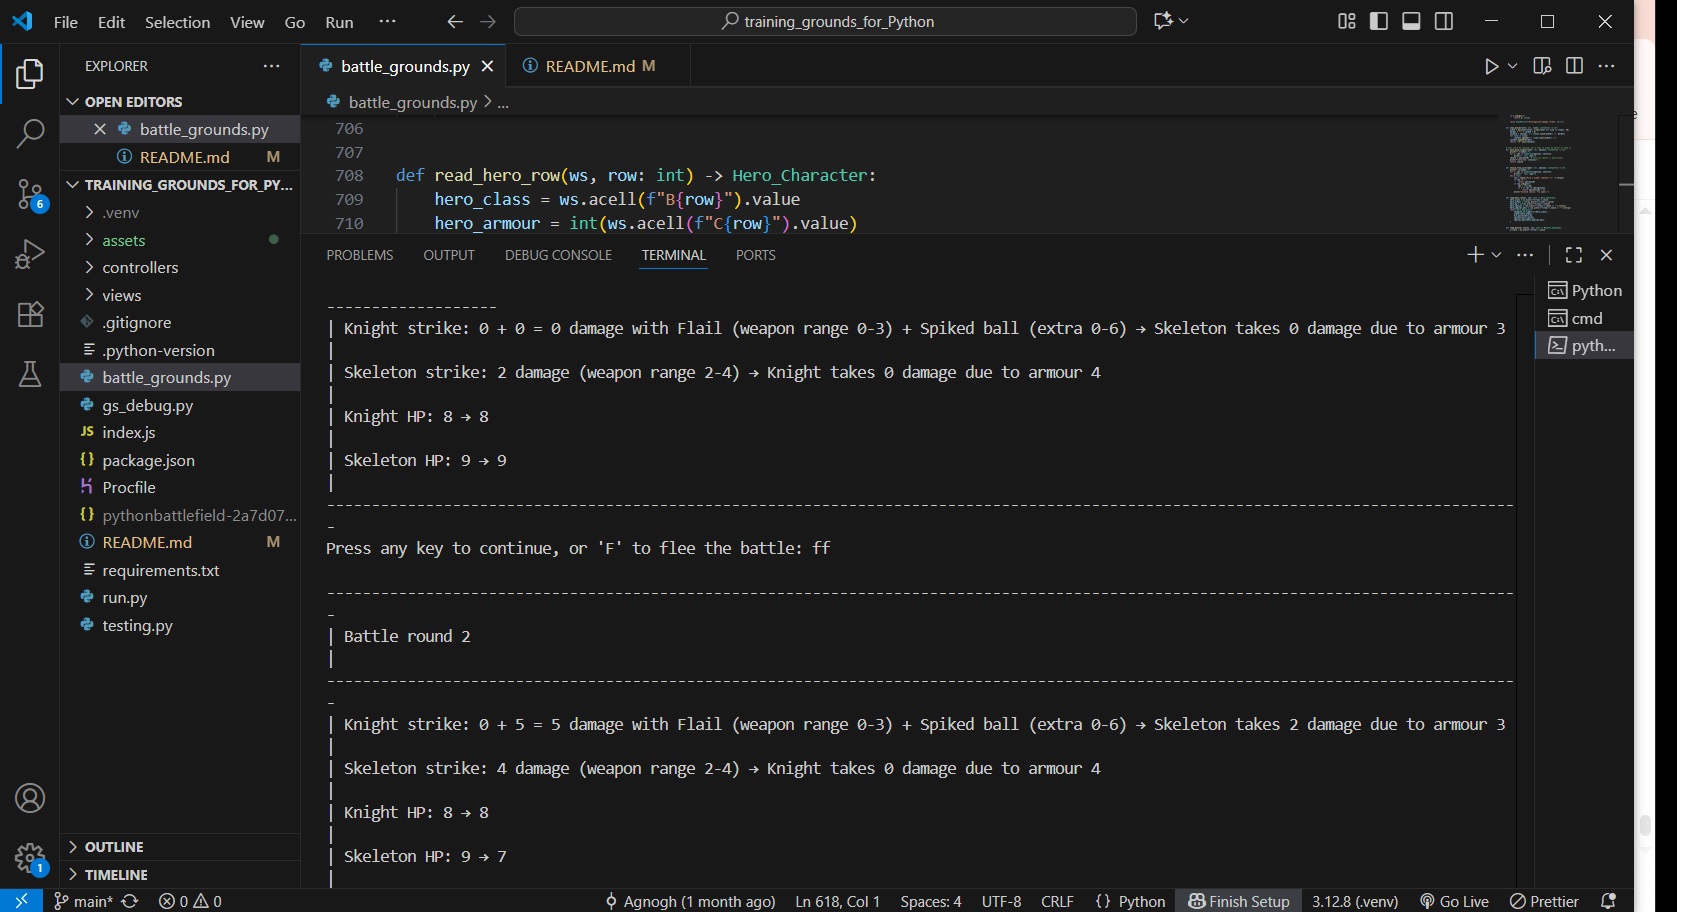 File Edit Selection View Go Run ··· training_grounds_for_Python
EXPLORER ···
OPEN EDITORS
battle_grounds.py
README.md M
TRAINING_GROUNDS_FOR_PY...
.venv
assets
controllers
views
.gitignore
.python-version
battle_grounds.py
gs_debug.py
JS index.js
{} package.json
Procfile
{} pythonbattlefield-2a7d07...
README.md M
requirements.txt
run.py
testing.py
OUTLINE
TIMELINE
6
1
battle_grounds.py README.md M
battle_grounds.py > ...
706
707
708 def read_hero_row(ws, row: int) -> Hero_Character:
709 hero_class = ws.acell(f"B{row}").value
710 hero_armour = int(ws.acell(f"C{row}").value)
PROBLEMS OUTPUT DEBUG CONSOLE TERMINAL PORTS
Python
cmd
pyth...
-------------------
| Knight strike: 0 + 0 = 0 damage with Flail (weapon range 0-3) + Spiked ball (extra 0-6) → Skeleton takes 0 damage due to armour 3
|
| Skeleton strike: 2 damage (weapon range 2-4) → Knight takes 0 damage due to armour 4
|
| Knight HP: 8 → 8
|
| Skeleton HP: 9 → 9
|
------------------------------------------------------------------------------------------------------------------------------------
-
Press any key to continue, or 'F' to flee the battle: ff
------------------------------------------------------------------------------------------------------------------------------------
-
| Battle round 2
|
------------------------------------------------------------------------------------------------------------------------------------
-
| Knight strike: 0 + 5 = 5 damage with Flail (weapon range 0-3) + Spiked ball (extra 0-6) → Skeleton takes 2 damage due to armour 3
|
| Skeleton strike: 4 damage (weapon range 2-4) → Knight takes 0 damage due to armour 4
|
| Knight HP: 8 → 8
|
| Skeleton HP: 9 → 7
|
main* 0 0 Agnogh (1 month ago) Ln 618, Col 1 Spaces: 4 UTF-8 CRLF {} Python Finish Setup 3.12.8 (.venv) Go Live Prettier